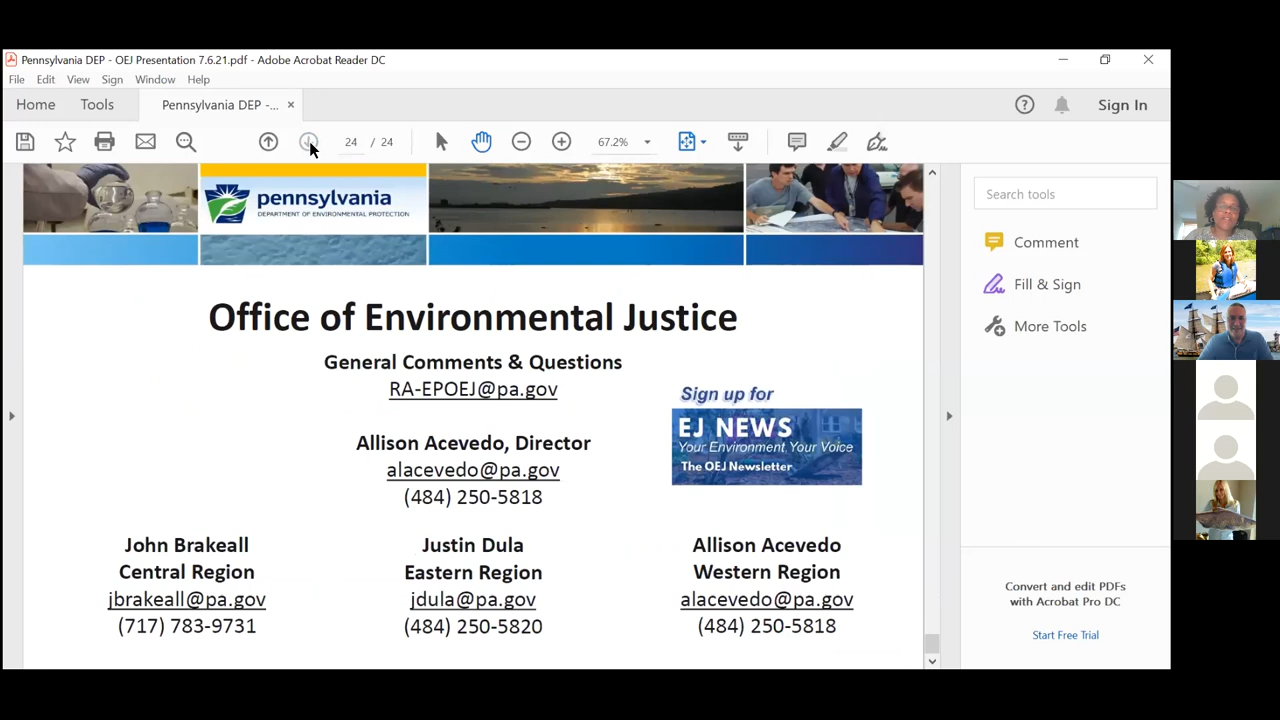 Pennsylvania DEP - OEJ Presentation 7.6.21.pdf - Adobe Acrobat Reader DC
File Edit View Sign Window Help
Home Tools Pennsylvania DEP -... × Sign In
24 / 24 67.2%
pennsylvania
DEPARTMENT OF ENVIRONMENTAL PROTECTION
Search tools
Comment
Fill & Sign
More Tools
Office of Environmental Justice
General Comments & Questions
RA-EPOEJ@pa.gov
Sign up for
EJ NEWS
Your Environment, Your Voice
The OEJ Newsletter
Allison Acevedo, Director
alacevedo@pa.gov
(484) 250-5818
John Brakeall
Central Region
jbrakeall@pa.gov
(717) 783-9731
Justin Dula
Eastern Region
jdula@pa.gov
(484) 250-5820
Allison Acevedo
Western Region
alacevedo@pa.gov
(484) 250-5818
Convert and edit PDFs
with Acrobat Pro DC
Start Free Trial